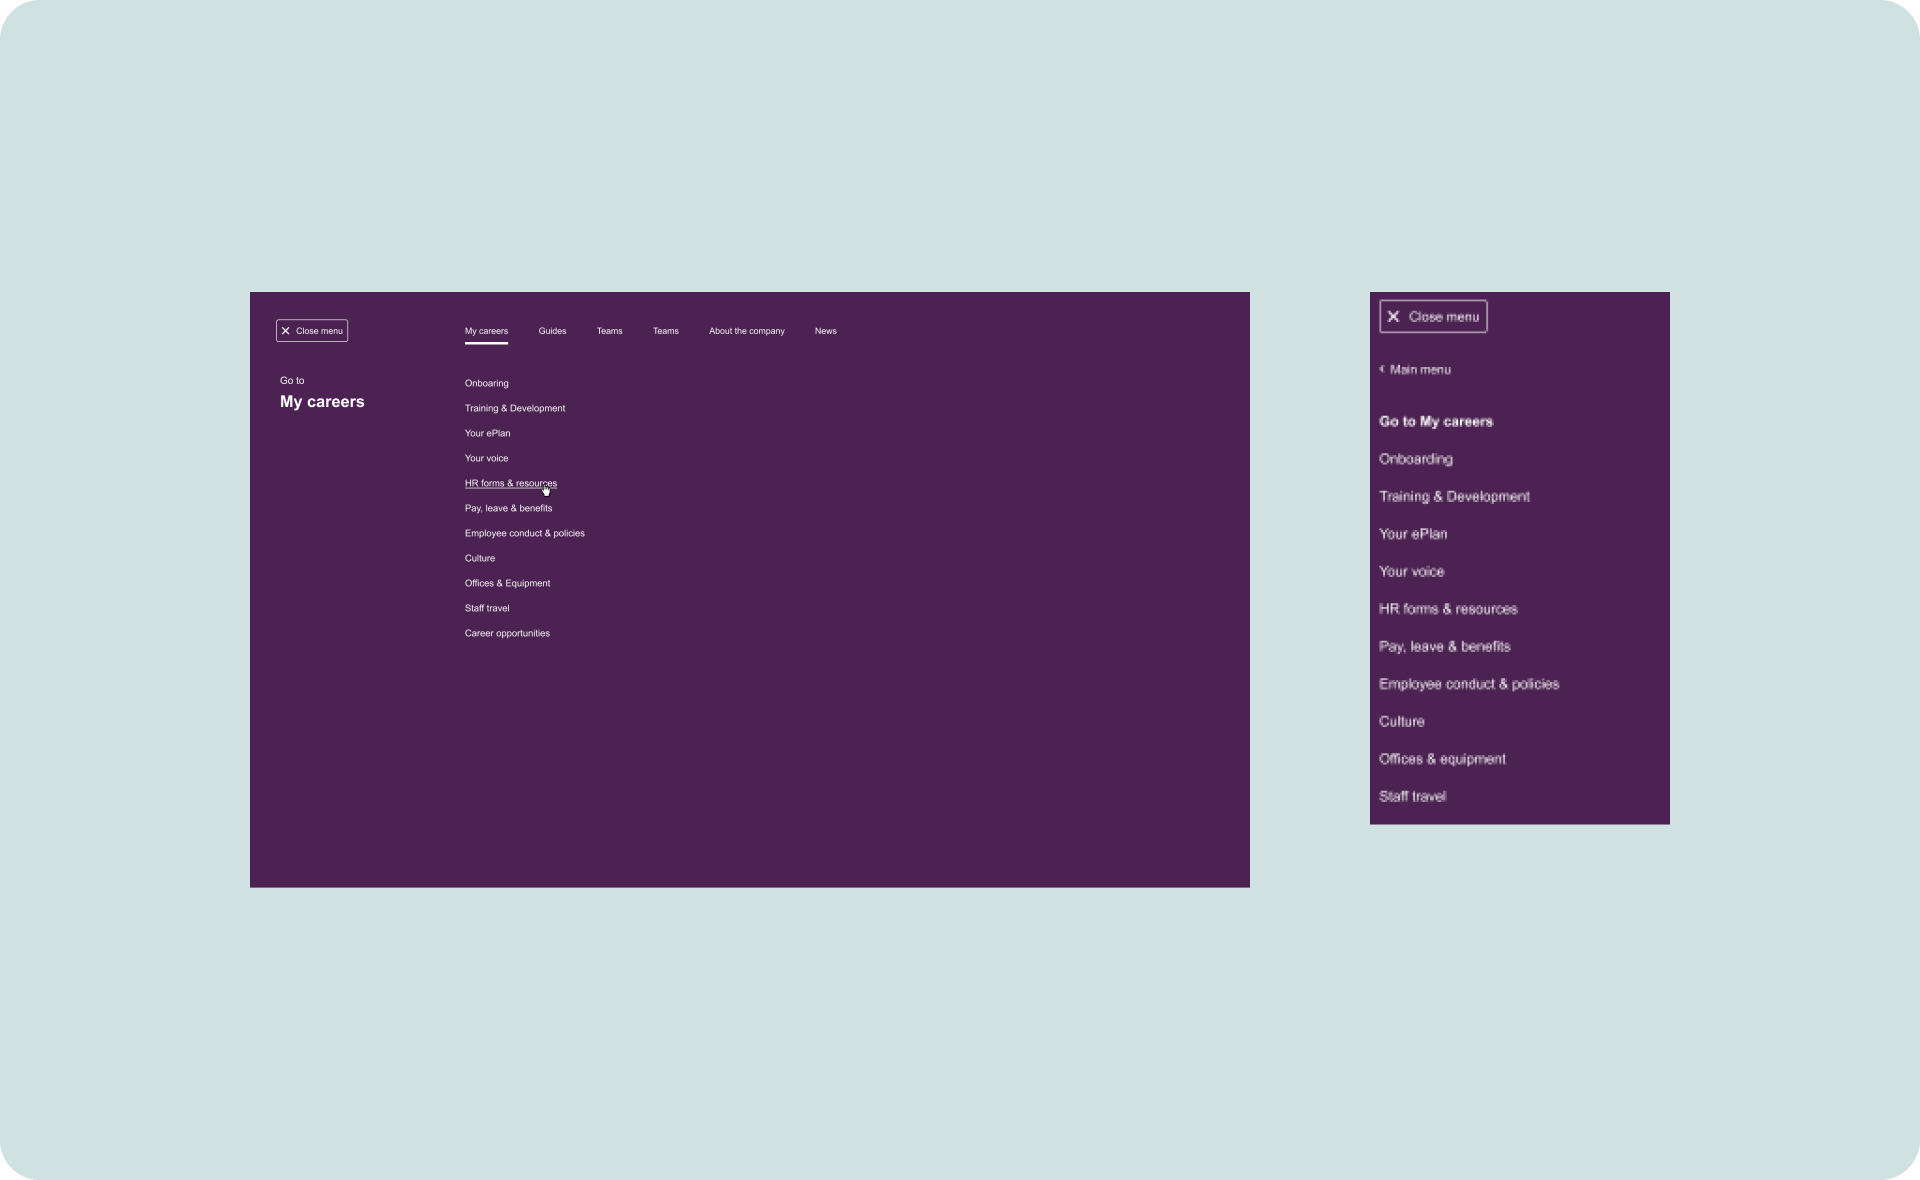 Close menu
My careers
Guides
Teams
Teams
About the company
News
Go to
My careers
Onboaring
Training & Development
Your ePlan
Your voice
HR forms & resources
Pay, leave & benefits
Employee conduct & policies
Culture
Offices & Equipment
Staff travel
Career opportunities
Close menu
Main menu
Go to My careers
Onboarding
Training & Development
Your ePlan
Your voice
HR forms & resources
Pay, leave & benefits
Employee conduct & policies
Culture
Offices & equipment
Staff travel